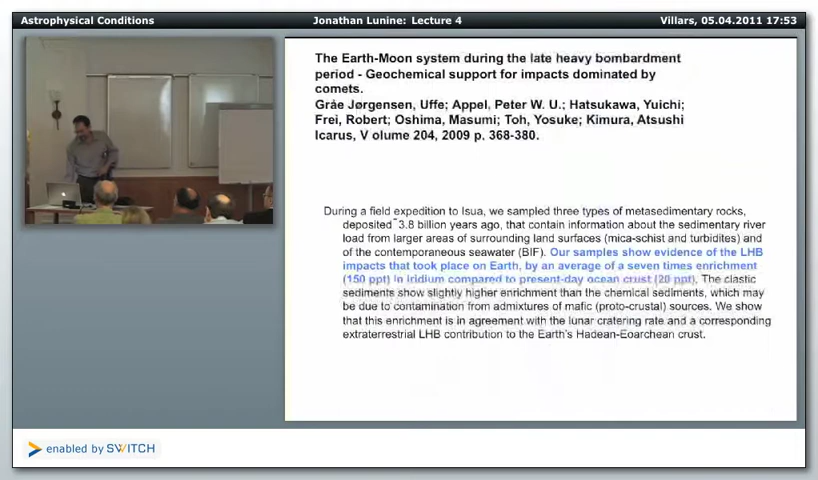 Astrophysical Conditions
Jonathan Lunine: Lecture 4
Villars, 05.04.2011 17:53
The Earth-Moon system during the late heavy bombardment
period - Geochemical support for impacts dominated by
comets.
Gråe Jørgensen, Uffe; Appel, Peter W. U.; Hatsukawa, Yuichi;
Frei, Robert; Oshima, Masumi; Toh, Yosuke; Kimura, Atsushi
Icarus, V olume 204, 2009 p. 368-380.
During a field expedition to Isua, we sampled three types of metasedimentary rocks,
deposited ~3.8 billion years ago, that contain information about the sedimentary river
load from larger areas of surrounding land surfaces (mica-schist and turbidites) and
of the contemporaneous seawater (BIF). Our samples show evidence of the LHB
impacts that took place on Earth, by an average of a seven times enrichment
(150 ppt) in iridium compared to present-day ocean crust (20 ppt). The clastic
sediments show slightly higher enrichment than the chemical sediments, which may
be due to contamination from admixtures of mafic (proto-crustal) sources. We show
that this enrichment is in agreement with the lunar cratering rate and a corresponding
extraterrestrial LHB contribution to the Earth's Hadean-Eoarchean crust.
enabled by SWITCH